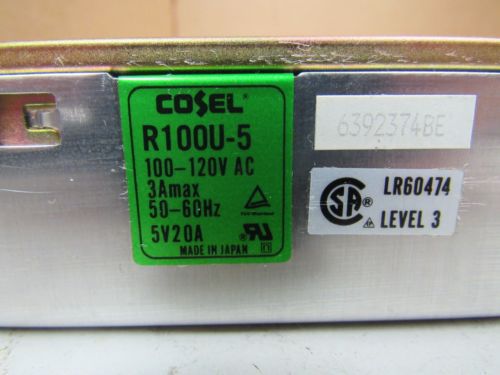 COSEL®
R100U-5
100-120V AC
3Amax
50-60Hz
5V20A
MADE IN JAPAN
6392374BE
LR60474
LEVEL 3